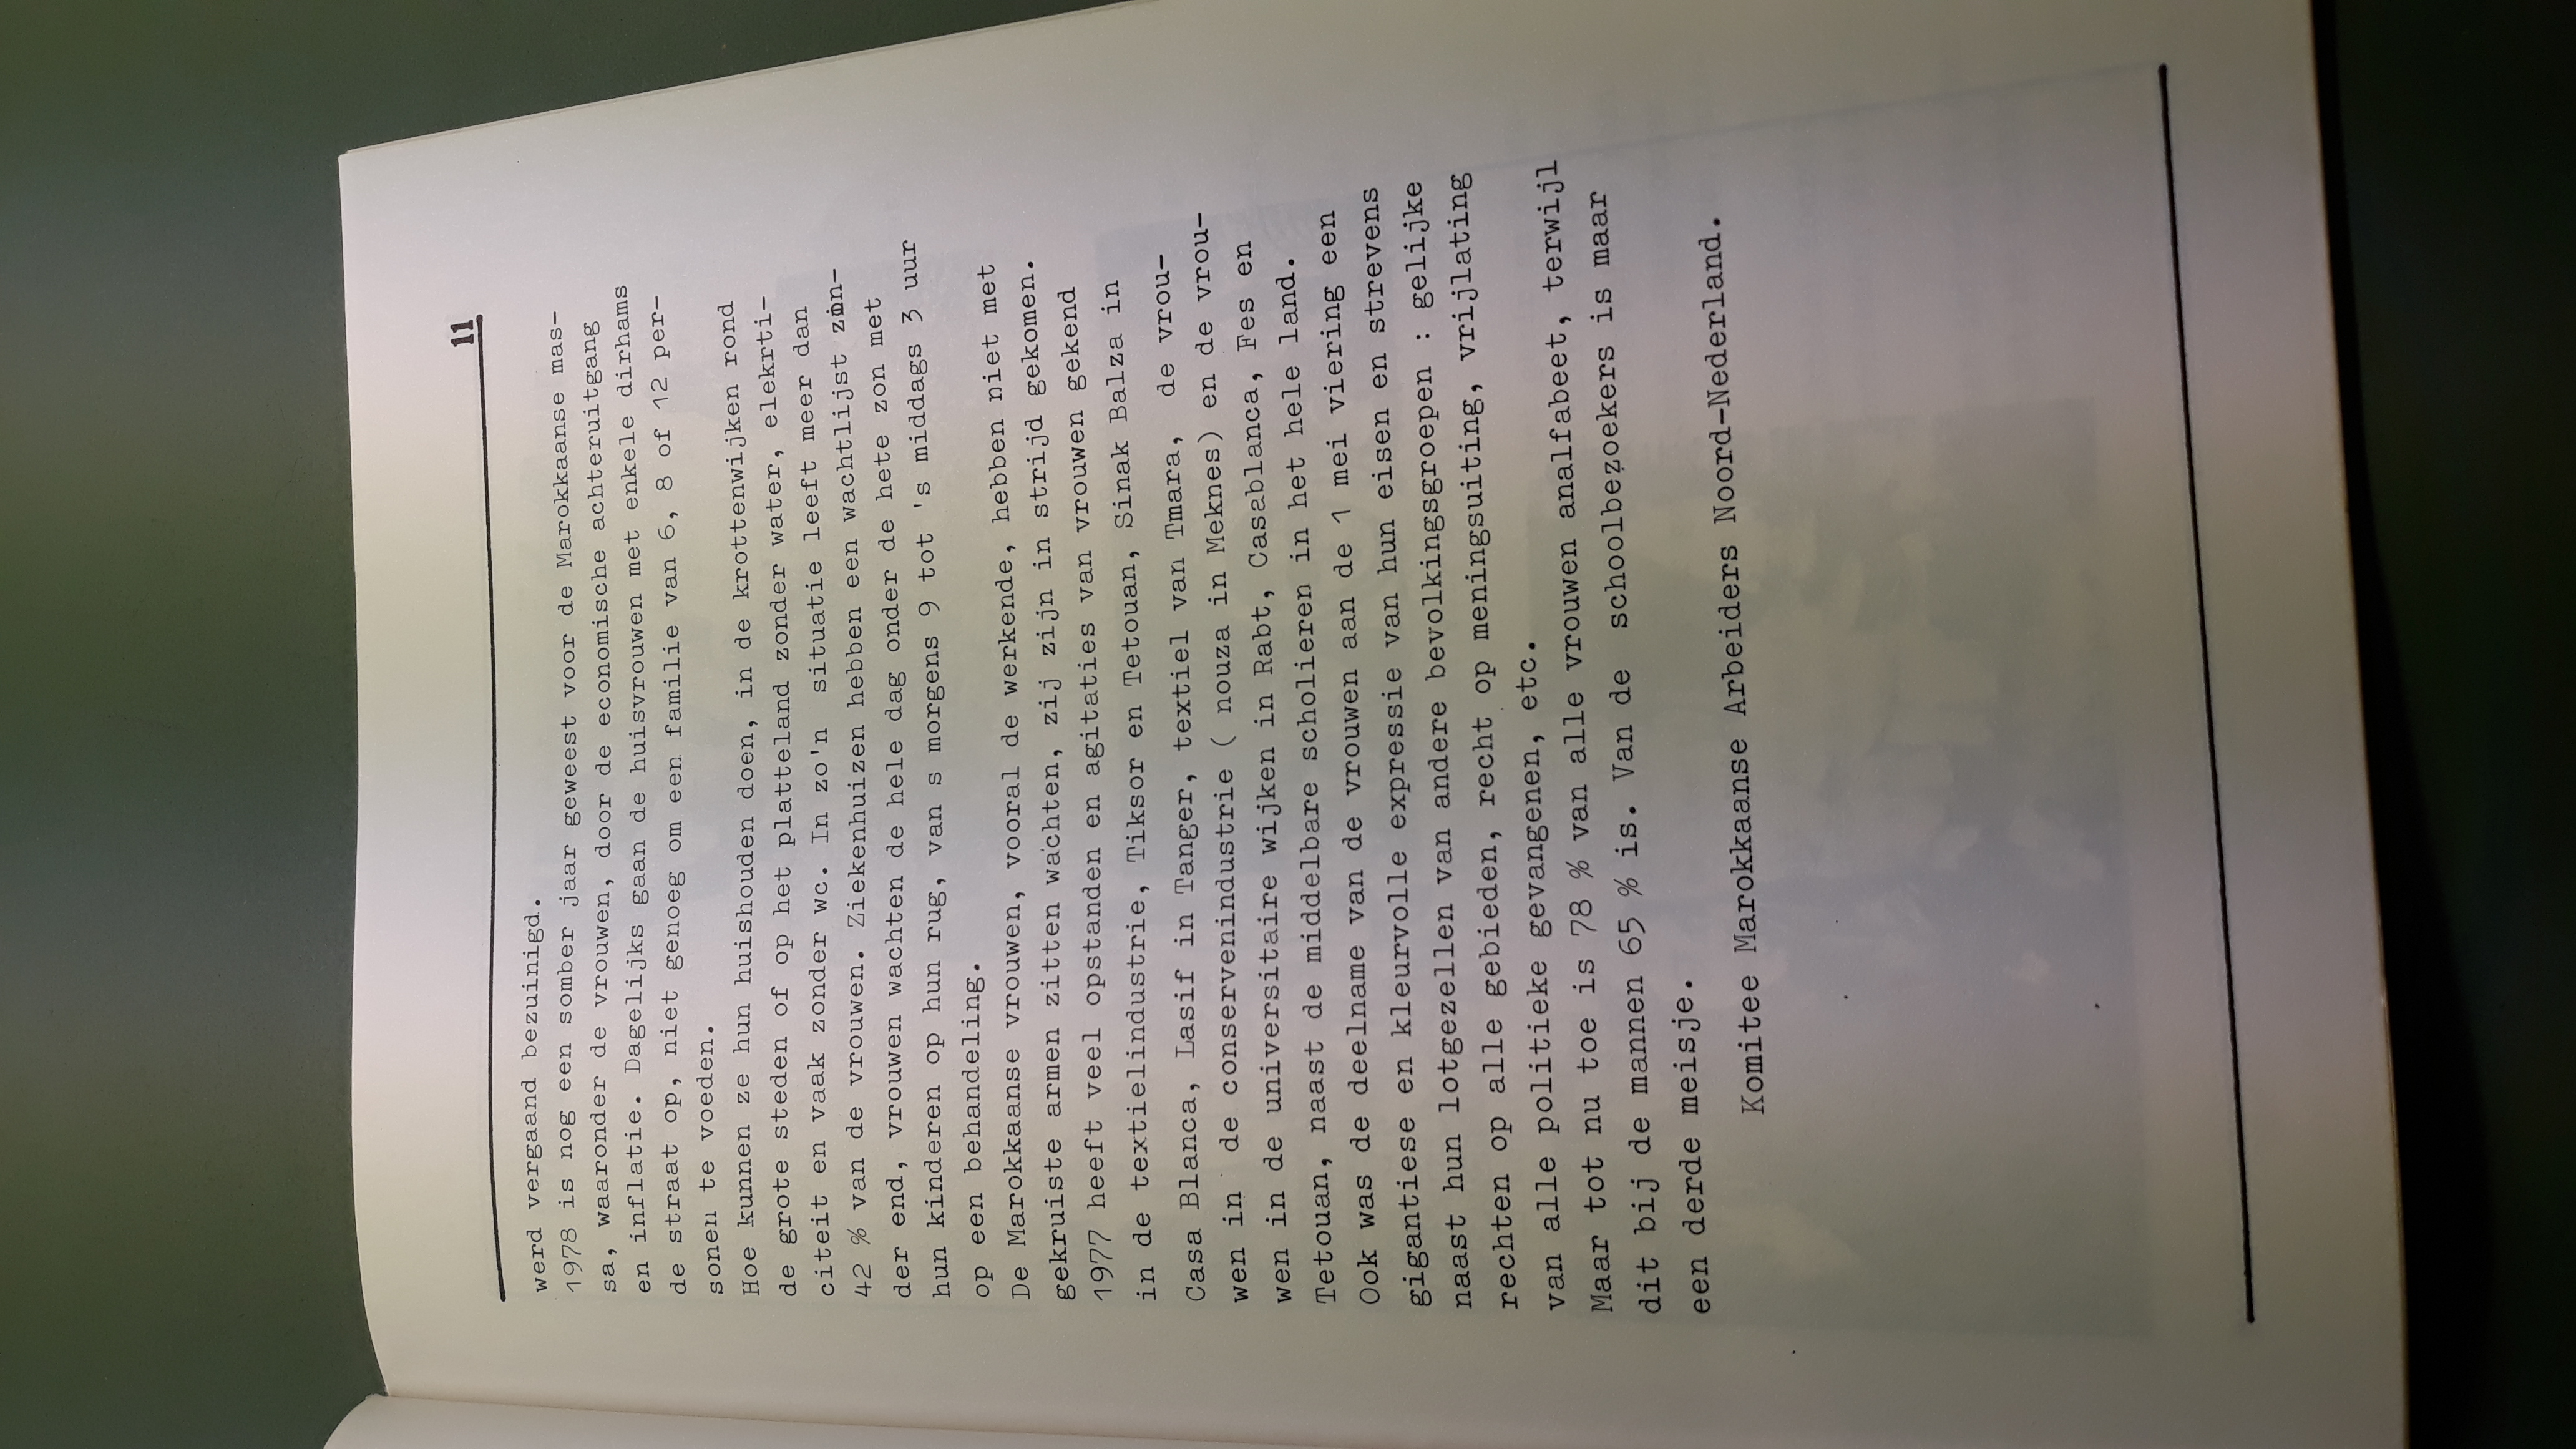 11
werd vergaand bezuinigd.
1978 is nog een somber jaar geweest voor de Marokkaanse mas-
sa, waaronder de vrouwen, door de economische achteruitgang
en inflatie. Dagelijks gaan de huisvrouwen met enkele dirhams
de straat op, niet genoeg om een familie van 6, 8 of 12 per-
sonen te voeden.
Hoe kunnen ze hun huishouden doen, in de krottenwijken rond
de grote steden of op het platteland zonder water, elekrti-
citeit en vaak zonder wc. In zo'n situatie leeft meer dan
42 % van de vrouwen. Ziekenhuizen hebben een wachtlijst zon-
der end, vrouwen wachten de hele dag onder de hete zon met
hun kinderen op hun rug, van s morgens 9 tot 's middags 3 uur
op een behandeling.
De Marokkaanse vrouwen, vooral de werkende, hebben niet met
gekruiste armen zitten wachten, zij zijn in strijd gekomen.
1977 heeft veel opstanden en agitaties van vrouwen gekend
in de textielindustrie, Tiksor en Tetouan, Sinak Balza in
Casa Blanca, Lasif in Tanger, textiel van Tmara, de vrou-
wen in de conservenindustrie ( nouza in Meknes) en de vrou-
wen in de universitaire wijken in Rabt, Casablanca, Fes en
Tetouan, naast de middelbare scholieren in het hele land.
Ook was de deelname van de vrouwen aan de 1 mei viering een
gigantiese en kleurvolle expressie van hun eisen en strevens
naast hun lotgezellen van andere bevolkingsgroepen : gelijke
rechten op alle gebieden, recht op meningsuiting, vrijlating
van alle politieke gevangenen, etc.
Maar tot nu toe is 78 % van alle vrouwen analfabeet, terwijl
dit bij de mannen 65 % is. Van de schoolbezoekers is maar
een derde meisje.
Komitee Marokkaanse Arbeiders Noord-Nederland.